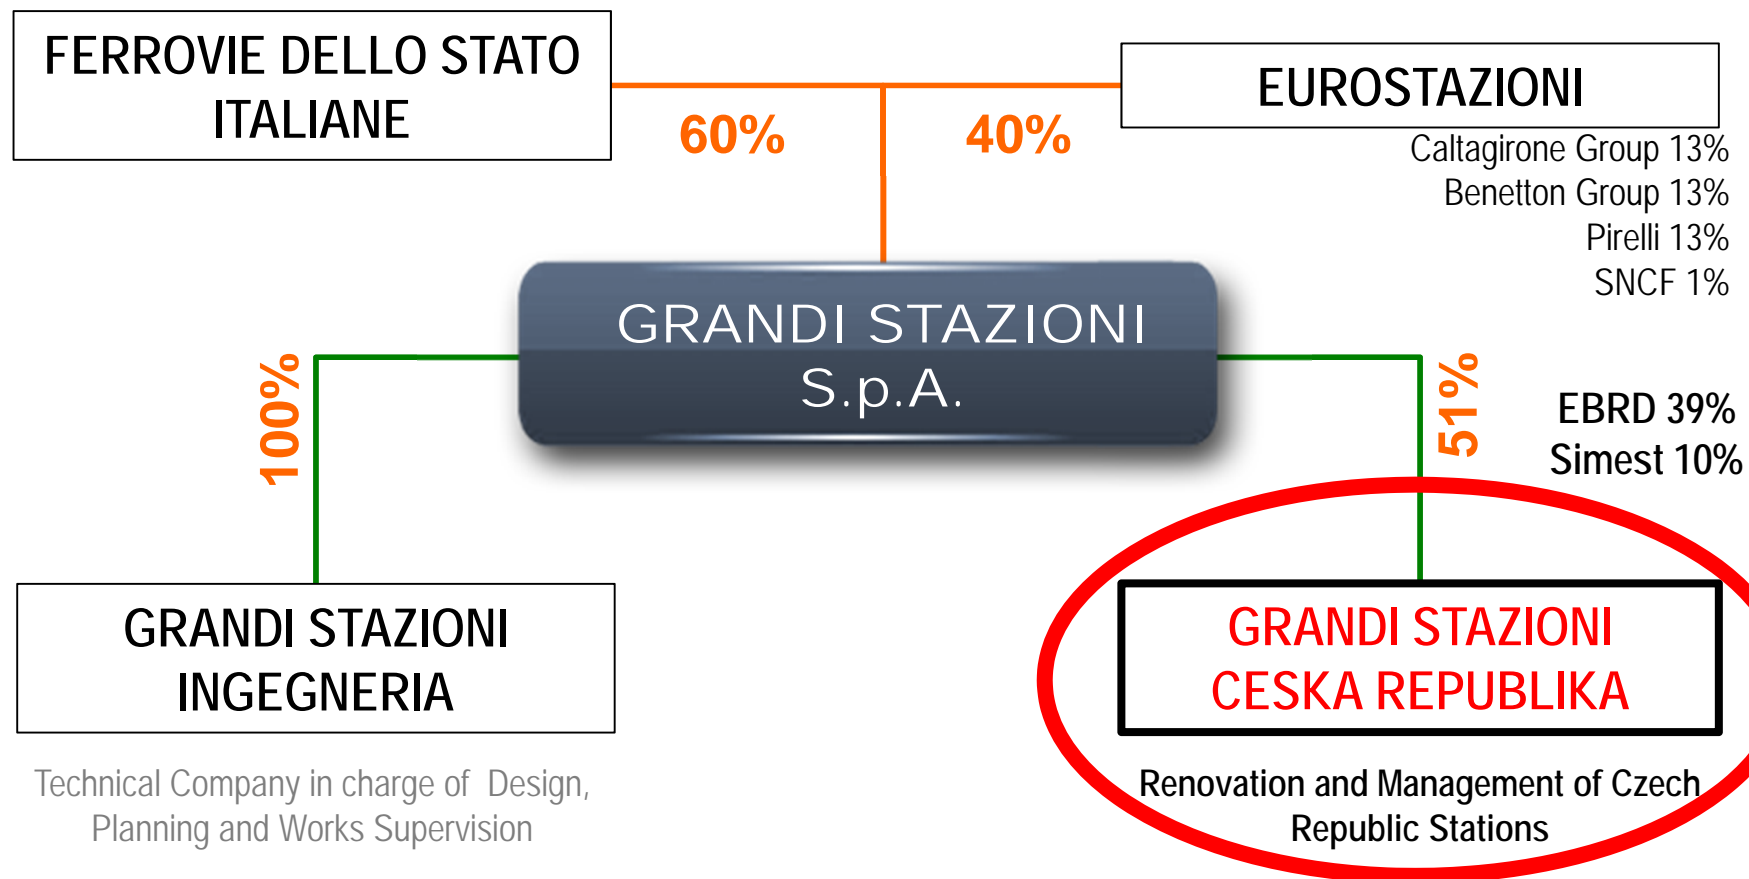 FERROVIE DELLO STATO
ITALIANE
60%
40%
EUROSTAZIONI
Caltagirone Group 13%
Benetton Group 13%
Pirelli 13%
SNCF 1%
GRANDI STAZIONI
S.p.A.
100%
51%
EBRD 39%
Simest 10%
GRANDI STAZIONI
INGEGNERIA
Technical Company in charge of Design,
Planning and Works Supervision
GRANDI STAZIONI
CESKA REPUBLIKA
Renovation and Management of Czech
Republic Stations